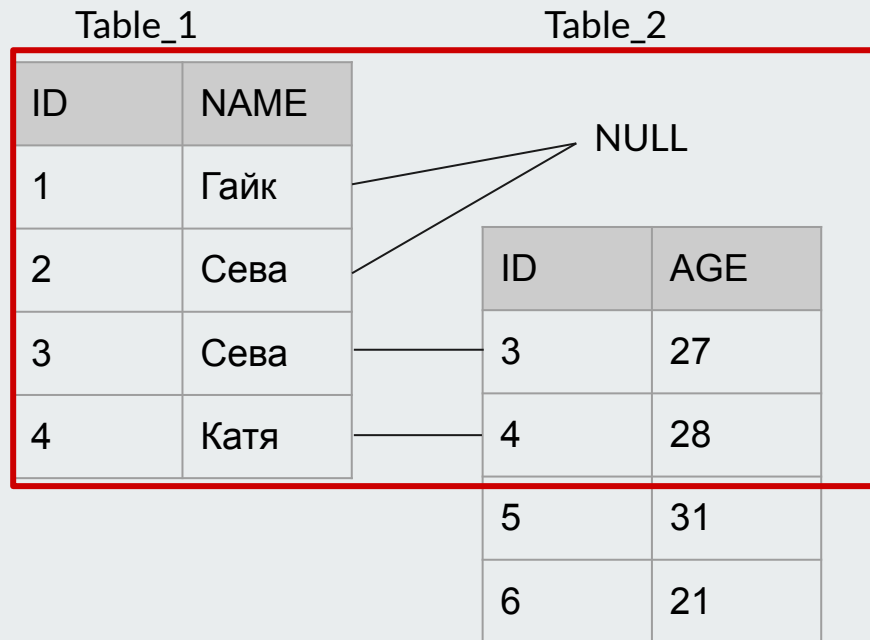 Table_1 Table_2
ID NAME
NULL
1 Гайк
2 Сева
ID AGE
3 Сева
3 27
4 Катя
4 28
5 31
6 21